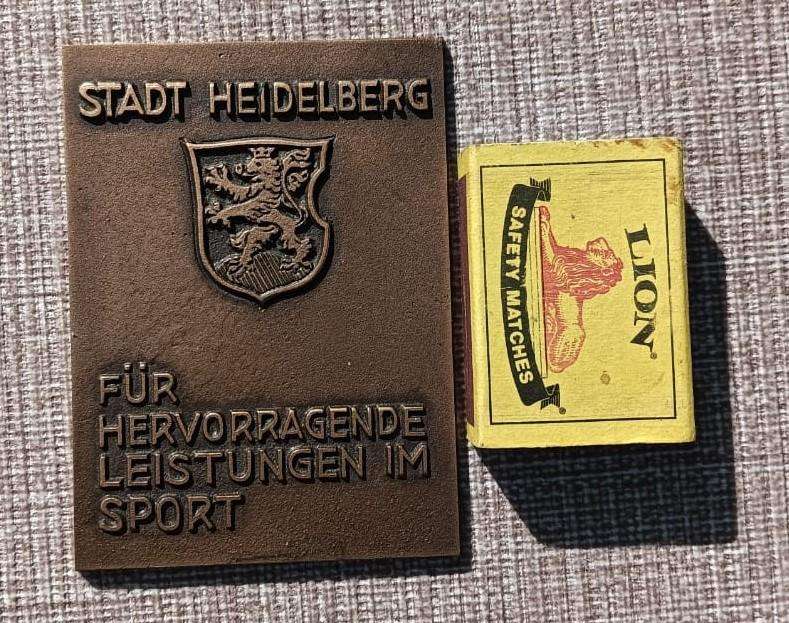 STADT HEIDELBERG
FÜR
HERVORRAGENDE
LEISTUNGEN IM
SPORT
LION
SAFETY MATCHES